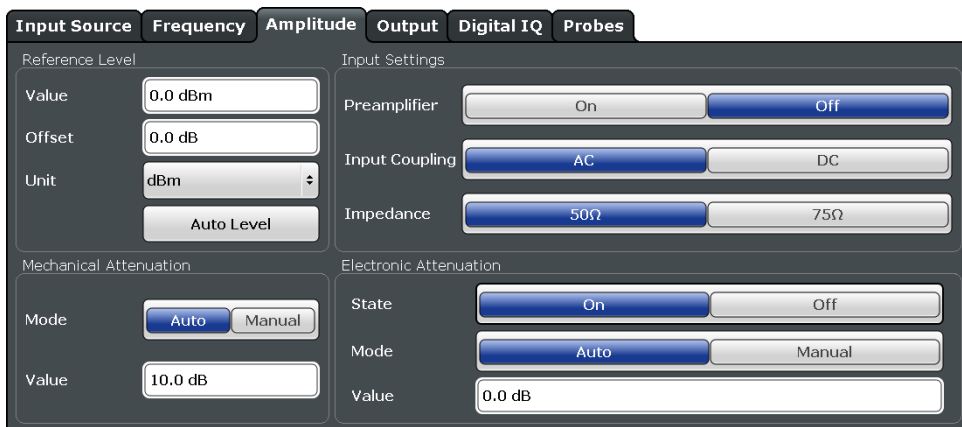 Input Source Frequency Amplitude Output Digital IQ Probes
Reference Level
Value 0.0 dBm
Offset 0.0 dB
Unit dBm
Auto Level
Input Settings
Preamplifier On Off
Input Coupling AC DC
Impedance 50Ω 75Ω
Mechanical Attenuation
Mode Auto Manual
Value 10.0 dB
Electronic Attenuation
State On Off
Mode Auto Manual
Value 0.0 dB